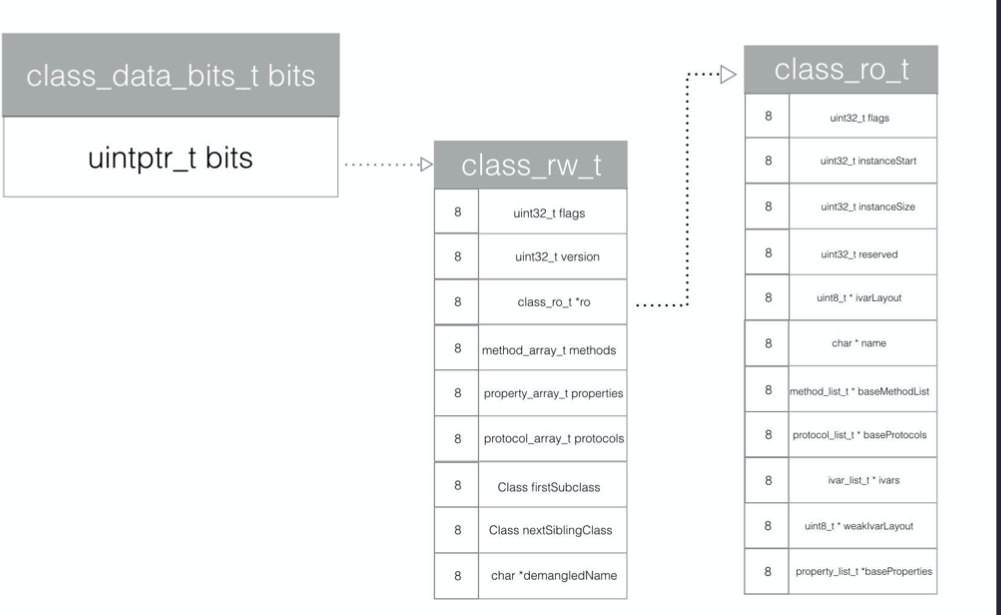 class_data_bits_t bits
uintptr_t bits
class_rw_t
8 uint32_t flags
8 uint32_t version
8 class_ro_t *ro
8 method_array_t methods
8 property_array_t properties
8 protocol_array_t protocols
8 Class firstSubclass
8 Class nextSiblingClass
8 char *demangledName
class_ro_t
8 uint32_t flags
8 uint32_t instanceStart
8 uint32_t instanceSize
8 uint32_t reserved
8 uint8_t * ivarLayout
8 char * name
8 method_list_t * baseMethodList
8 protocol_list_t * baseProtocols
8 ivar_list_t * ivars
8 uint8_t * weakIvarLayout
8 property_list_t *baseProperties